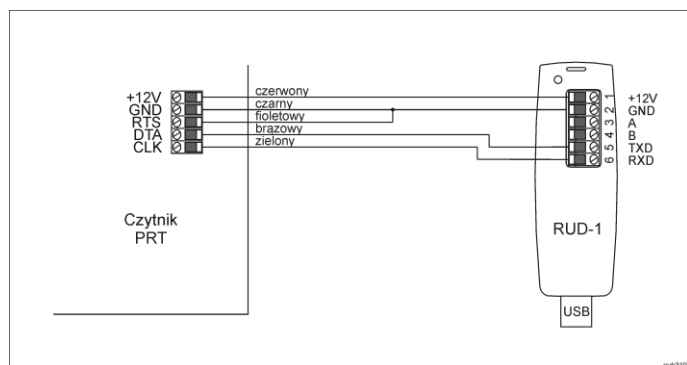 czerwony
+12V
czarny
GND
fioletowy
RTS
brązowy
DTA
zielony
CLK
1
+12V
2
GND
3
A
4
B
5
TXD
6
RXD
Czytnik
PRT
RUD-1
USB